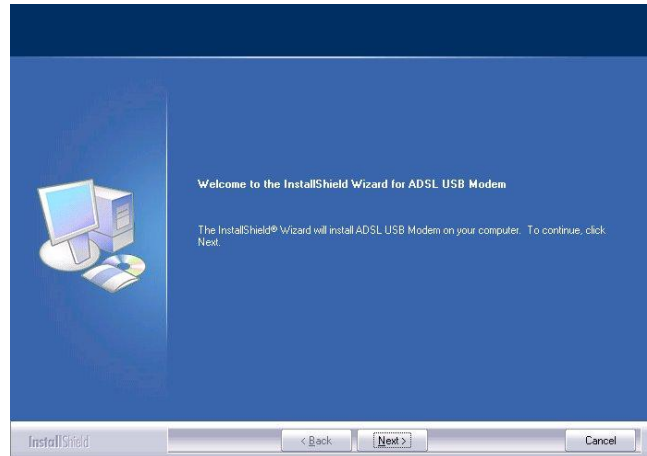 Welcome to the InstallShield Wizard for ADSL USB Modem
The InstallShield® Wizard will install ADSL USB Modem on your computer. To continue, click
Next.
InstallShield
< Back
Next >
Cancel